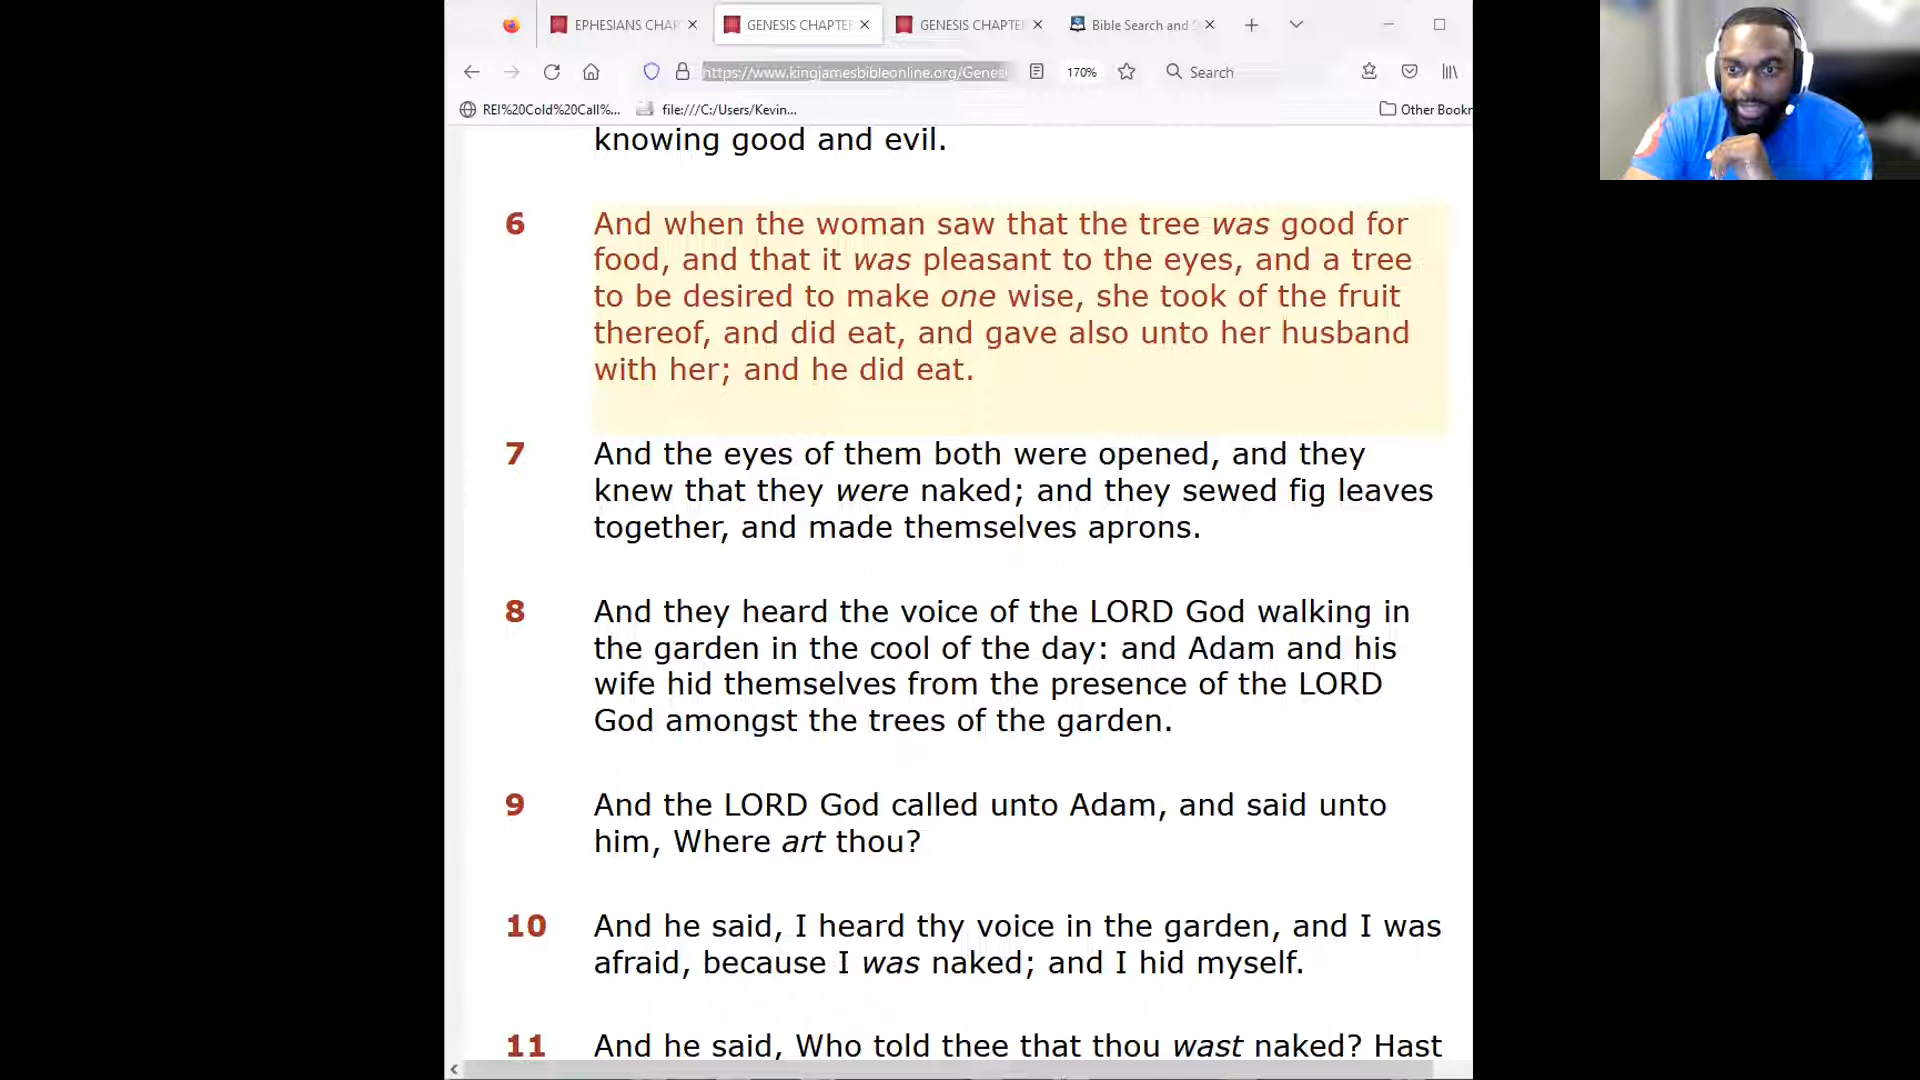 EPHESIANS CHAP
GENESIS CHAPTER
GENESIS CHAPTER
Bible Search and S
https://www.kingjamesbibleonline.org/Genesi
170%
Search
REI%20Cold%20Call%...
file:///C:/Users/Kevin...
Other Bookr
knowing good and evil.
6 And when the woman saw that the tree was good for
food, and that it was pleasant to the eyes, and a tree
to be desired to make one wise, she took of the fruit
thereof, and did eat, and gave also unto her husband
with her; and he did eat.
7 And the eyes of them both were opened, and they
knew that they were naked; and they sewed fig leaves
together, and made themselves aprons.
8 And they heard the voice of the LORD God walking in
the garden in the cool of the day: and Adam and his
wife hid themselves from the presence of the LORD
God amongst the trees of the garden.
9 And the LORD God called unto Adam, and said unto
him, Where art thou?
10 And he said, I heard thy voice in the garden, and I was
afraid, because I was naked; and I hid myself.
11 And he said, Who told thee that thou wast naked? Hast